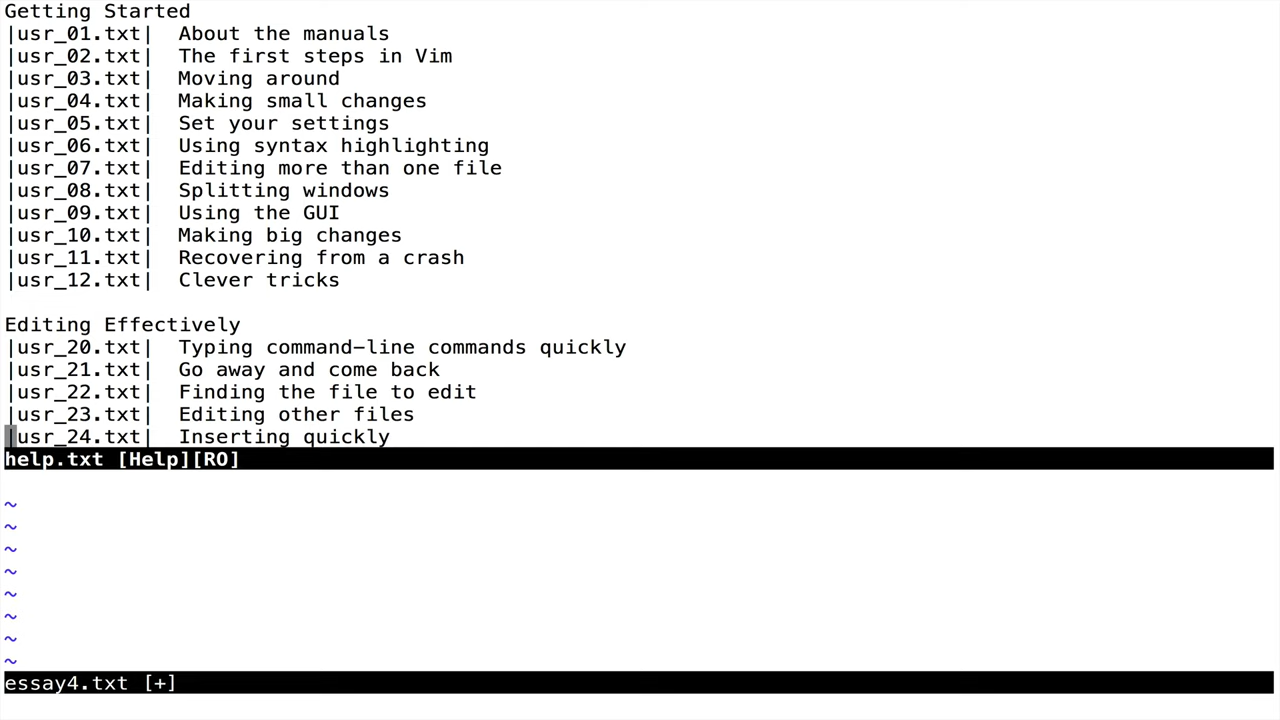 Getting Started
|usr_01.txt|  About the manuals
|usr_02.txt|  The first steps in Vim
|usr_03.txt|  Moving around
|usr_04.txt|  Making small changes
|usr_05.txt|  Set your settings
|usr_06.txt|  Using syntax highlighting
|usr_07.txt|  Editing more than one file
|usr_08.txt|  Splitting windows
|usr_09.txt|  Using the GUI
|usr_10.txt|  Making big changes
|usr_11.txt|  Recovering from a crash
|usr_12.txt|  Clever tricks
Editing Effectively
|usr_20.txt|  Typing command-line commands quickly
|usr_21.txt|  Go away and come back
|usr_22.txt|  Finding the file to edit
|usr_23.txt|  Editing other files
|usr_24.txt|  Inserting quickly
help.txt [Help][RO]
~
~
~
~
~
~
~
~
essay4.txt [+]